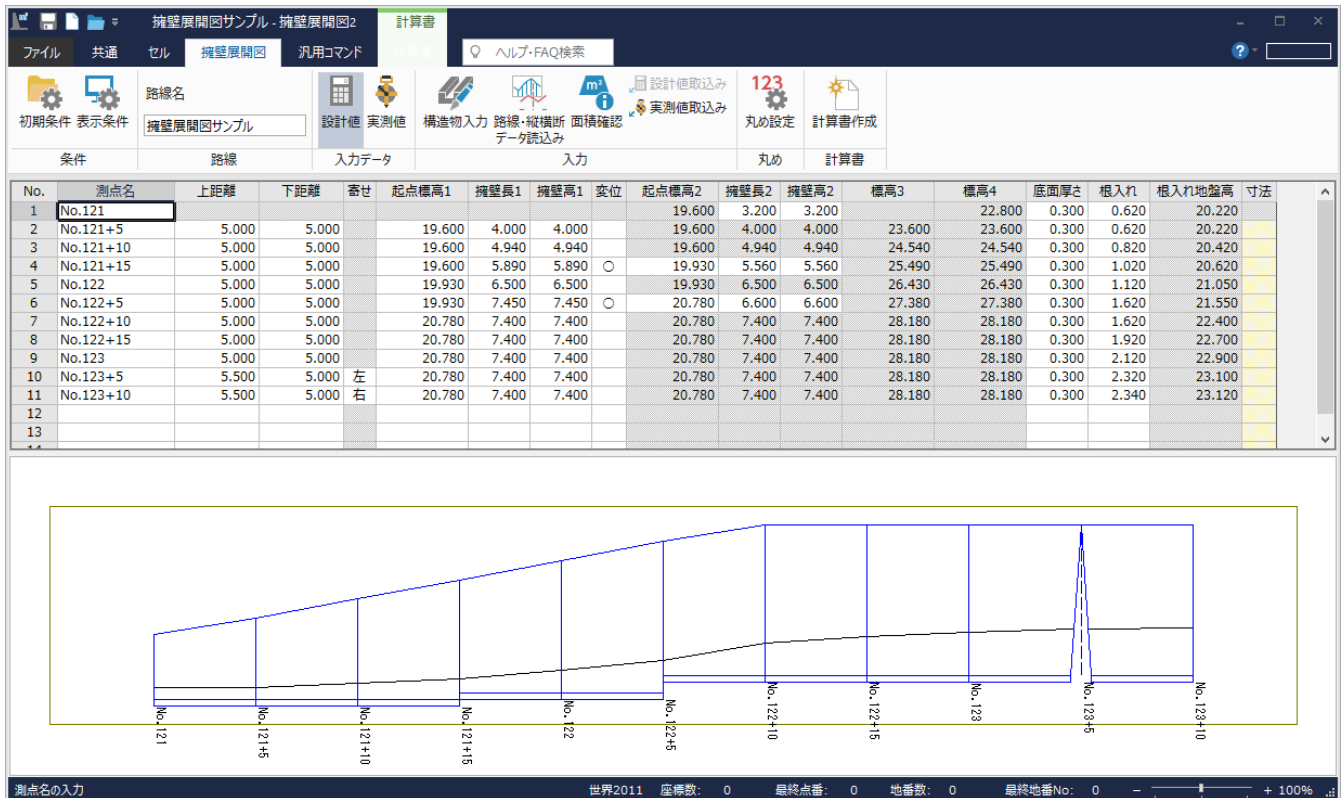 擁壁展開図サンプル - 擁壁展開図2 計算書
ファイル 共通 セル 擁壁展開図 汎用コマンド ヘルプ・FAQ検索
初期条件 表示条件 路線名 擁壁展開図サンプル 設計値 実測値 構造物入力 路線・縦横断データ読込み 面積確認 設計値取込み 実測値取込み 123 丸め設定 計算書作成
条件 路線 入力データ 入力 丸め 計算書
No. 測点名 上距離 下距離 寄せ 起点標高1 擁壁長1 擁壁高1 変位 起点標高2 擁壁長2 擁壁高2 標高3 標高4 底面厚さ 根入れ 根入れ地盤高 寸法
1 No.121 19.600 3.200 3.200 22.800 0.300 0.620 20.220
2 No.121+5 5.000 5.000 19.600 4.000 4.000 19.600 4.000 4.000 23.600 23.600 0.300 0.620 20.220
3 No.121+10 5.000 5.000 19.600 4.940 4.940 19.600 4.940 4.940 24.540 24.540 0.300 0.820 20.420
4 No.121+15 5.000 5.000 19.600 5.890 5.890 ○ 19.930 5.560 5.560 25.490 25.490 0.300 1.020 20.620
5 No.122 5.000 5.000 19.930 6.500 6.500 19.930 6.500 6.500 26.430 26.430 0.300 1.120 21.050
6 No.122+5 5.000 5.000 19.930 7.450 7.450 ○ 20.780 6.600 6.600 27.380 27.380 0.300 1.620 21.550
7 No.122+10 5.000 5.000 20.780 7.400 7.400 20.780 7.400 7.400 28.180 28.180 0.300 1.620 22.400
8 No.122+15 5.000 5.000 20.780 7.400 7.400 20.780 7.400 7.400 28.180 28.180 0.300 1.920 22.700
9 No.123 5.000 5.000 20.780 7.400 7.400 20.780 7.400 7.400 28.180 28.180 0.300 2.120 22.900
10 No.123+5 5.500 5.000 左 20.780 7.400 7.400 20.780 7.400 7.400 28.180 28.180 0.300 2.320 23.100
11 No.123+10 5.500 5.000 右 20.780 7.400 7.400 20.780 7.400 7.400 28.180 28.180 0.300 2.340 23.120
12
13
No.121
No.121+5
No.121+10
No.121+15
No.122
No.122+5
No.122+10
No.122+15
No.123
No.123+5
No.123+10
測点名の入力 世界2011 座標数: 0 最終点番: 0 地番数: 0 最終地番No: 0 - + 100%